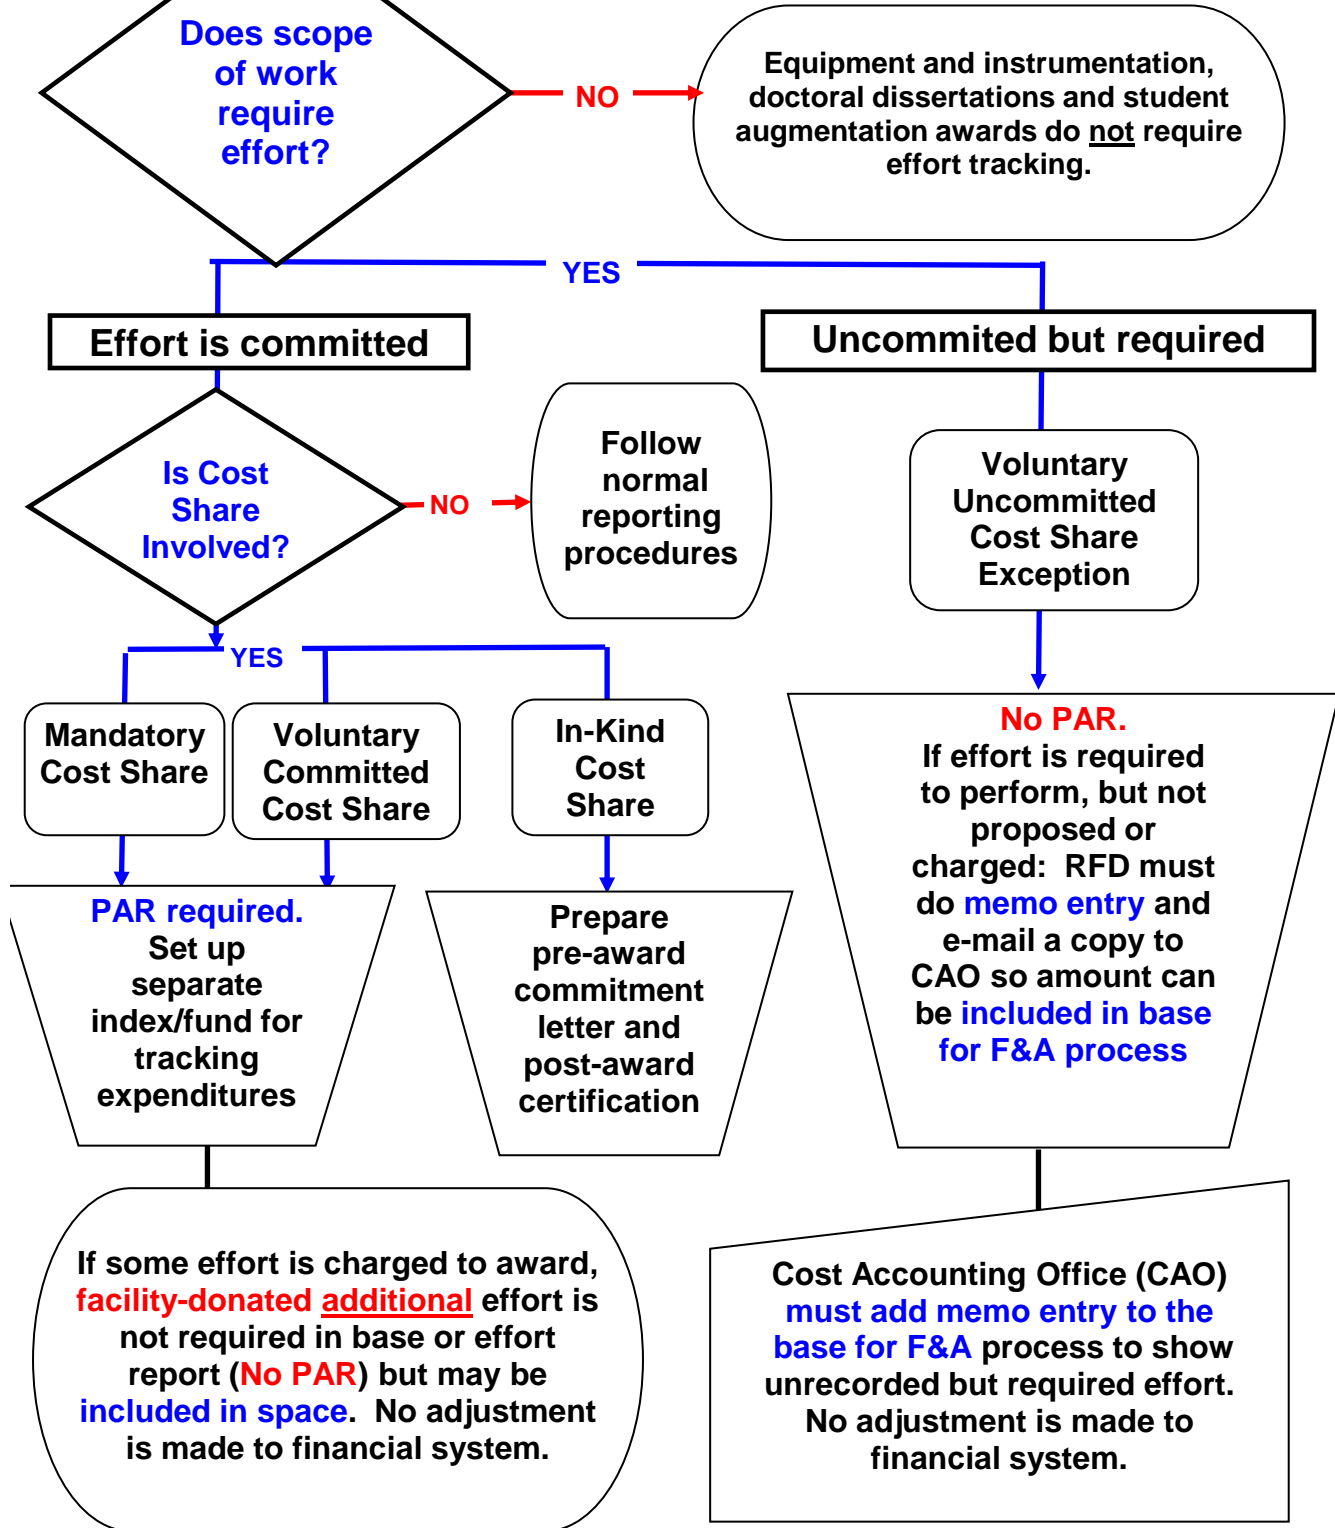 Does scope
of work
require
effort?
NO
Equipment and instrumentation,
doctoral dissertations and student
augmentation awards do not require
effort tracking.
YES
Effort is committed
Uncommited but required
Is Cost
Share
Involved?
NO
Follow
normal
reporting
procedures
Voluntary
Uncommitted
Cost Share
Exception
YES
Mandatory
Cost Share
Voluntary
Committed
Cost Share
In-Kind
Cost
Share
No PAR.
If effort is required
to perform, but not
proposed or
charged:  RFD must
do memo entry and
e-mail a copy to
CAO so amount can
be included in base
for F&A process
PAR required.
Set up
separate
index/fund for
tracking
expenditures
Prepare
pre-award
commitment
letter and
post-award
certification
If some effort is charged to award,
facility-donated additional effort is
not required in base or effort
report (No PAR) but may be
included in space.  No adjustment
is made to financial system.
Cost Accounting Office (CAO)
must add memo entry to the
base for F&A process to show
unrecorded but required effort.
No adjustment is made to
financial system.